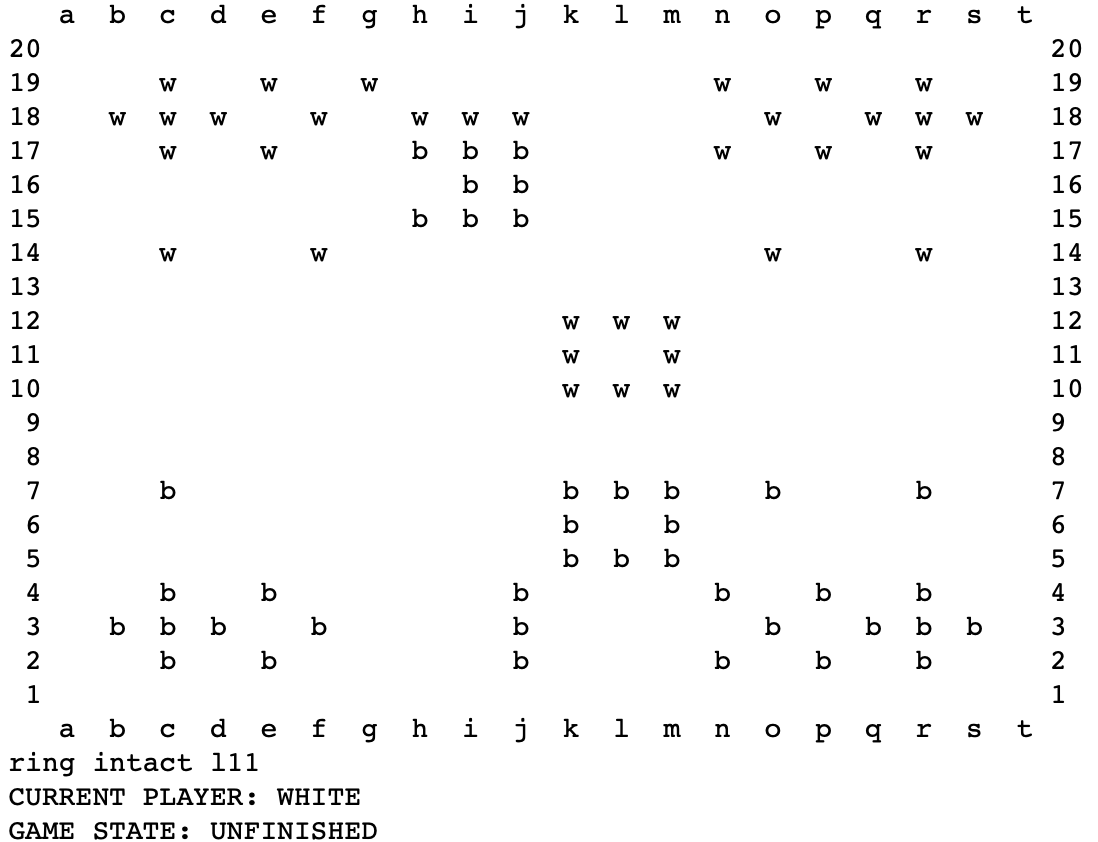 a  b  c  d  e  f  g  h  i  j  k  l  m  n  o  p  q  r  s  t
20                                                            20
19       w     w     w                    w     w     w       19
18    w  w  w     w     w  w  w              w     w  w  w    18
17       w     w        b  b  b           w     w     w       17
16                         b  b                               16
15                      b  b  b                               15
14       w        w                          w        w       14
13                                                            13
12                               w  w  w                      12
11                               w     w                      11
10                               w  w  w                      10
 9                                                            9
 8                                                            8
 7       b                       b  b  b     b        b       7
 6                               b     b                      6
 5                               b  b  b                      5
 4       b     b              b           b     b     b       4
 3    b  b  b     b           b              b     b  b  b    3
 2       b     b              b           b     b     b       2
 1                                                            1
   a  b  c  d  e  f  g  h  i  j  k  l  m  n  o  p  q  r  s  t
ring intact l11
CURRENT PLAYER: WHITE
GAME STATE: UNFINISHED